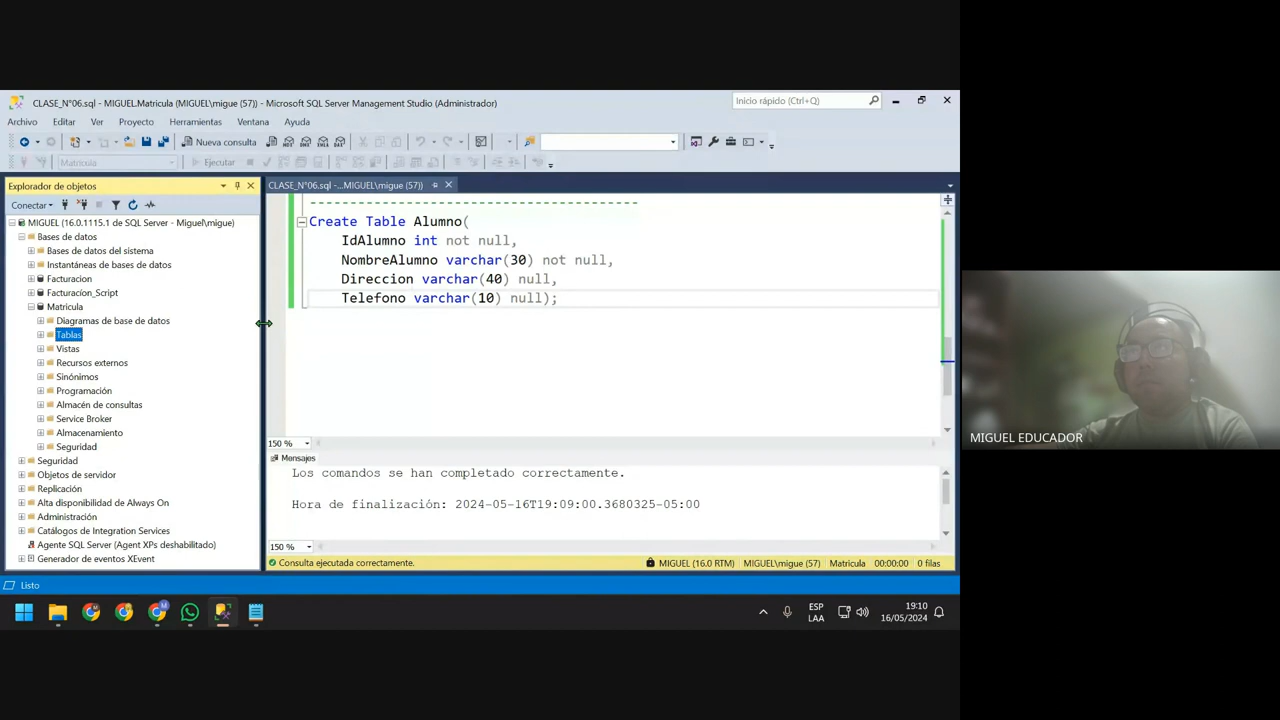 CLASE_N°06.sql - MIGUEL.Matricula (MIGUEL\migue (57)) - Microsoft SQL Server Management Studio (Administrador)
Inicio rápido (Ctrl+Q)
Archivo Editar Ver Proyecto Herramientas Ventana Ayuda
Nueva consulta
Matricula
Ejecutar
Explorador de objetos
CLASE_N°06.sql -...MIGUEL\migue (57))
Conectar
MIGUEL (16.0.1115.1 de SQL Server - Miguel\migue)
Bases de datos
Bases de datos del sistema
Instantáneas de bases de datos
Facturacion
Facturacíon_Script
Matricula
Diagramas de base de datos
Tablas
Vistas
Recursos externos
Sinónimos
Programación
Almacén de consultas
Service Broker
Almacenamiento
Seguridad
Seguridad
Objetos de servidor
Replicación
Alta disponibilidad de Always On
Administración
Catálogos de Integration Services
Agente SQL Server (Agent XPs deshabilitado)
Generador de eventos XEvent
-----------------------------------------
Create Table Alumno(
IdAlumno int not null,
NombreAlumno varchar(30) not null,
Direccion varchar(40) null,
Telefono varchar(10) null);
150 %
Mensajes
Los comandos se han completado correctamente.
Hora de finalización: 2024-05-16T19:09:00.3680325-05:00
150 %
Consulta ejecutada correctamente.
MIGUEL (16.0 RTM) MIGUEL\migue (57) Matricula 00:00:00 0 filas
Listo
ESP
LAA
19:10
16/05/2024
MIGUEL EDUCADOR